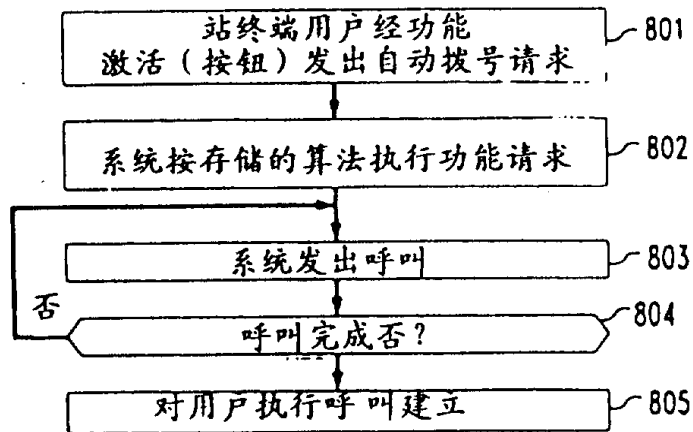 站终端用户经功能
激活(按钮)发出自动拨号请求
801
系统按存储的算法执行功能请求
802
系统发出呼叫
803
否
呼叫完成否?
804
对用户执行呼叫建立
805